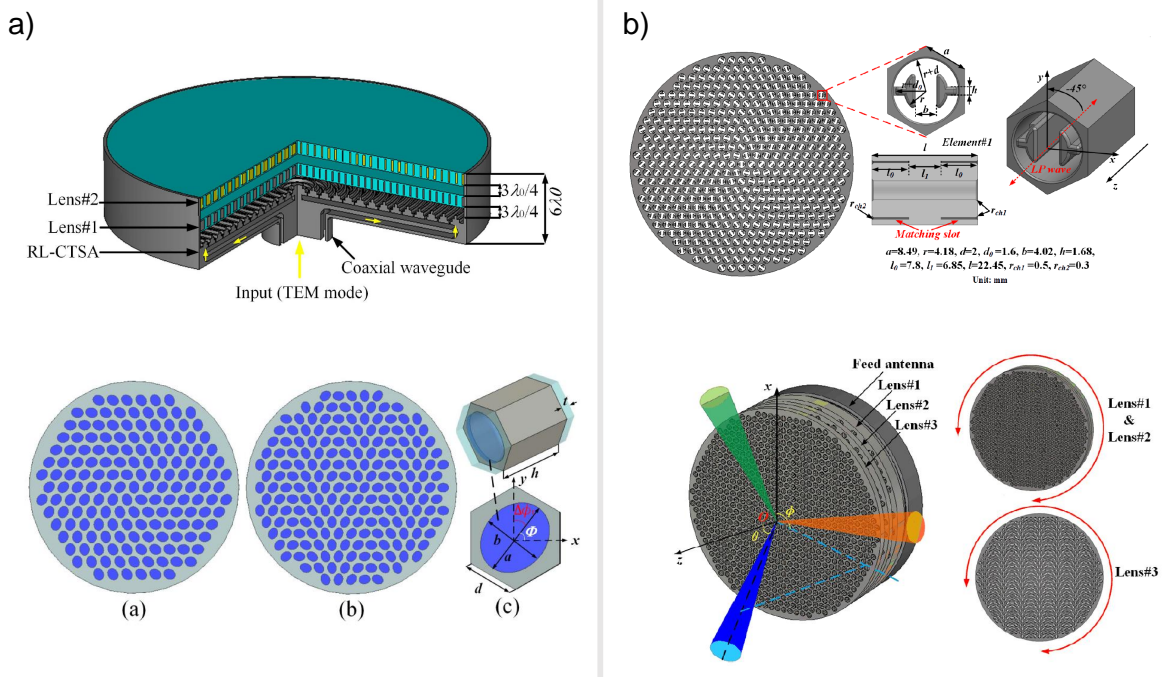 a)
Lens#2
Lens#1
RL-CTSA
3λ0/4
3λ0/4
6λ0
Coaxial wavegude
Input (TEM mode)
t
h
y
Δϕ
Φ
x
b
a
d
(a)
(b)
(c)
b)
a
r+d
d0
r
h
b
l
Element#1
l0
l1
l0
rch2
rch1
Matching slot
y
-45°
x
LP wave
z
a=8.49, r=4.18, d=2, d0=1.6, b=4.02, h=1.68,
l0=7.8, l1=6.85, l=22.45, rch1=0.5, rch2=0.3
Unit: mm
Feed antenna
Lens#1
Lens#2
Lens#3
x
O
ϕ
θ
z
Lens#1
&
Lens#2
Lens#3